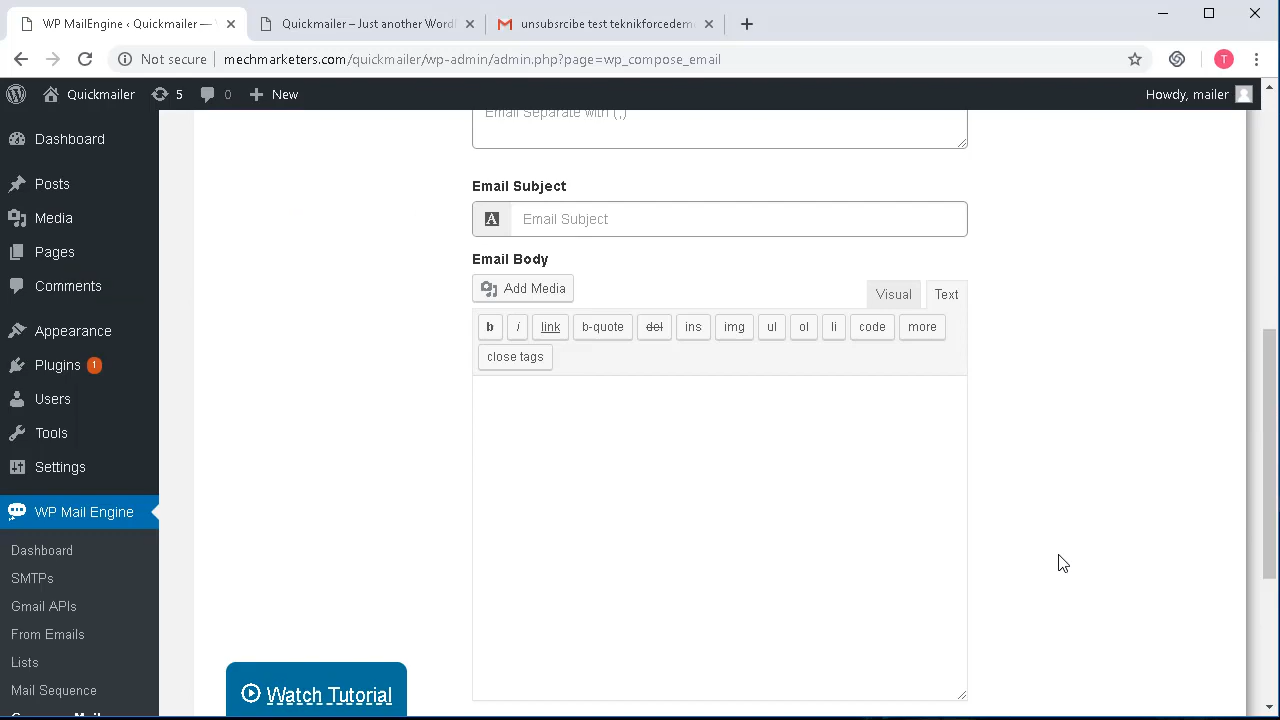 WP MailEngine ‹ Quickmailer —
Quickmailer – Just another Word
unsubsrcibe test teknikforcedem
Not secure
mechmarketers.com/quickmailer/wp-admin/admin.php?page=wp_compose_email
T
Quickmailer
5
0
New
Howdy, mailer
Dashboard
Posts
Media
Pages
Comments
Appearance
Plugins 1
Users
Tools
Settings
WP Mail Engine
Dashboard
SMTPs
Gmail APIs
From Emails
Lists
Mail Sequence
Email Separate with (,)
Email Subject
A
Email Subject
Email Body
Add Media
Visual
Text
b
i
link
b-quote
del
ins
img
ul
ol
li
code
more
close tags
Watch Tutorial